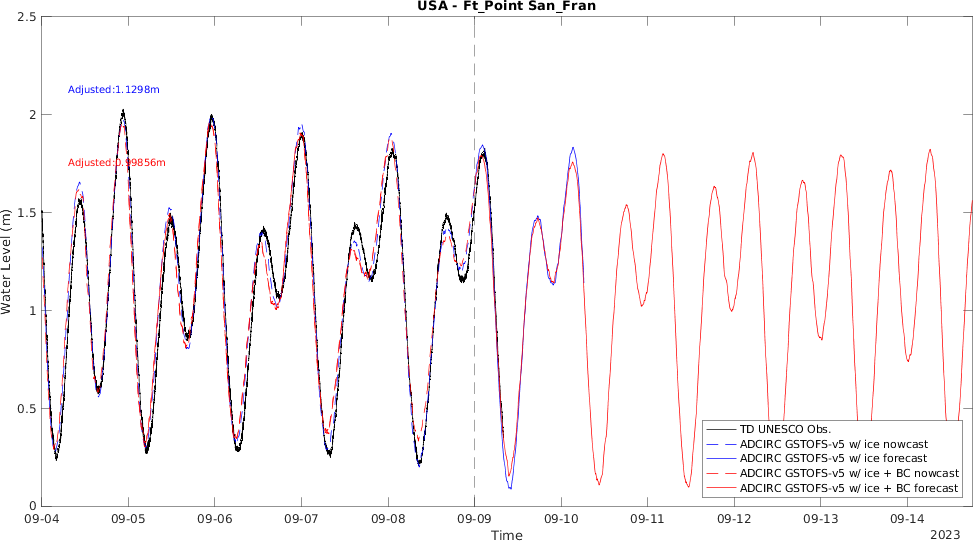 USA - Ft_Point San_Fran
2.5
2
1.5
1
0.5
0
Water Level (m)
Adjusted:1.1298m
Adjusted:0.99856m
TD UNESCO Obs.
ADCIRC GSTOFS-v5 w/ ice nowcast
ADCIRC GSTOFS-v5 w/ ice forecast
ADCIRC GSTOFS-v5 w/ ice + BC nowcast
ADCIRC GSTOFS-v5 w/ ice + BC forecast
09-04 09-05 09-06 09-07 09-08 09-09 09-10 09-11 09-12 09-13 09-14
Time
2023